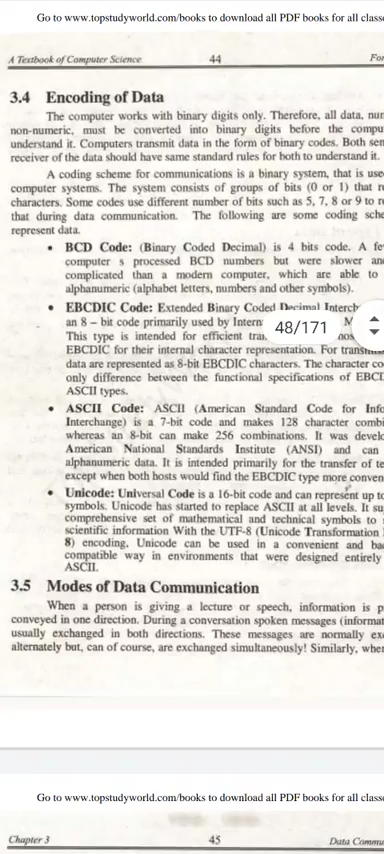 Go to www.topstudyworld.com/books to download all PDF books for all class
A Textbook of Computer Science 44 For
3.4 Encoding of Data
The computer works with binary digits only. Therefore, all data, nu
non-numeric, must be converted into binary digits before the compu
understand it. Computers transmit data in the form of binary codes. Both sen
receiver of the data should have same standard rules for both to understand it.
A coding scheme for communications is a binary system, that is use
computer systems. The system consists of groups of bits (0 or 1) that r
characters. Some codes use different number of bits such as 5, 7, 8 or 9 to r
that during data communication. The following are some coding sche
represent data.
• BCD Code: (Binary Coded Decimal) is 4 bits code. A fe
computer s processed BCD numbers but were slower an
complicated than a modern computer, which are able to
alphanumeric (alphabet letters, numbers and other symbols).
• EBCDIC Code: Extended Binary Coded Decimal Interch
an 8 – bit code primarily used by Intern M
This type is intended for efficient tra
48/171
EBCDIC for their internal character representation. For
data are represented as 8-bit EBCDIC characters. The character co
only difference between the functional specifications of EBCI
ASCII types.
• ASCII Code: ASCII (American Standard Code for Info
Interchange) is a 7-bit code and makes 128 character combi
whereas an 8-bit can make 256 combinations. It was develo
American National Standards Institute (ANSI) and can
alphanumeric data. It is intended primarily for the transfer of te
except when both hosts would find the EBCDIC type more conven
• Unicode: Universal Code is a 16-bit code and can represent up to
symbols. Unicode has started to replace ASCII at all levels. It su
comprehensive set of mathematical and technical symbols to
scientific information With the UTF-8 (Unicode Transformation
8) encoding, Unicode can be used in a convenient and ba
compatible way in environments that were designed entirely
ASCII.
3.5 Modes of Data Communication
When a person is giving a lecture or speech, information is p
conveyed in one direction. During a conversation spoken messages (informat
usually exchanged in both directions. These messages are normally ex
alternately but, can of course, are exchanged simultaneously! Similarly, whe
Go to www.topstudyworld.com/books to download all PDF books for all class
Chapter 3 45 Data Commu